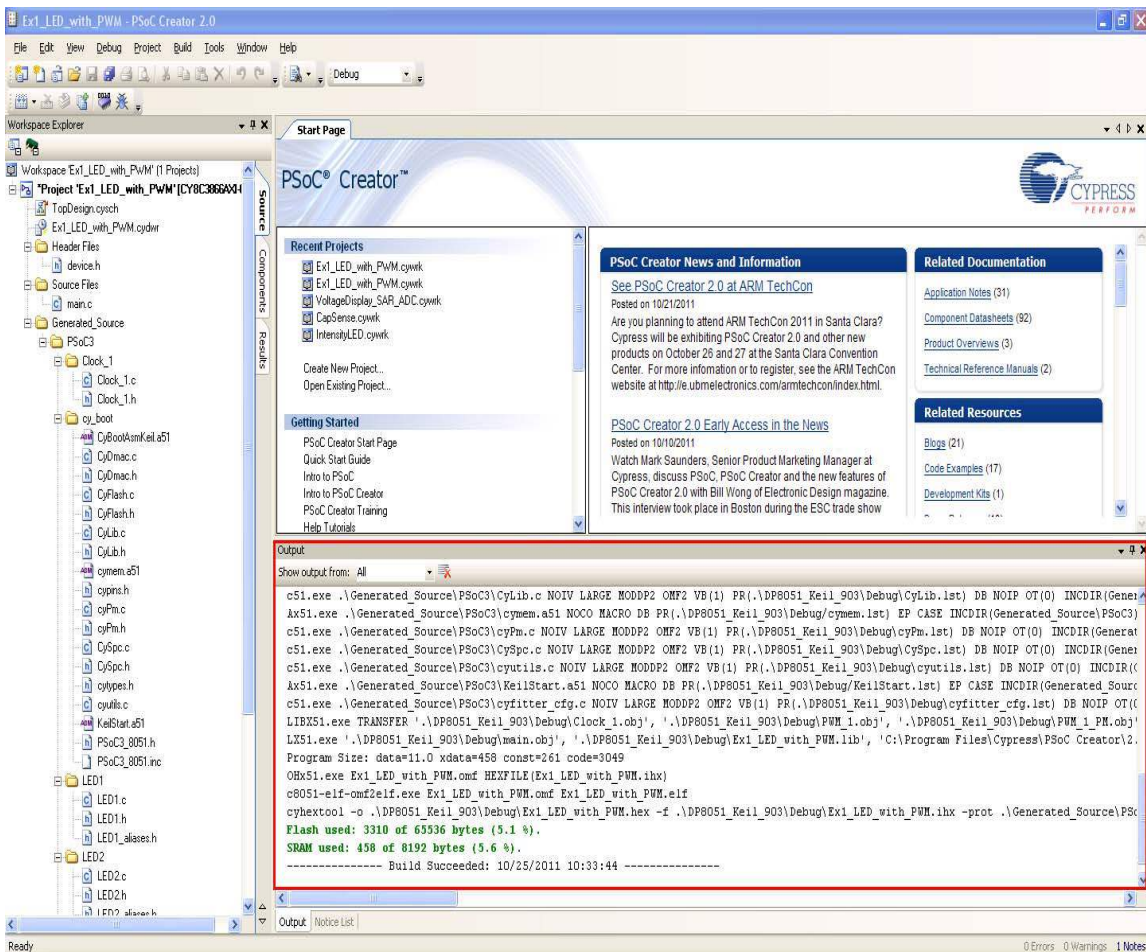 Ex1_LED_with_PWM - PSoC Creator 2.0
File Edit View Debug Project Build Tools Window Help
Debug
Workspace Explorer
Workspace 'Ex1_LED_with_PWM' (1 Projects)
*Project 'Ex1_LED_with_PWM' [CY8C3866AXI-
TopDesign.cysch
Ex1_LED_with_PWM.cydwr
Header Files
device.h
Source Files
main.c
Generated_Source
PSoC3
Clock_1
Clock_1.c
Clock_1.h
cy_boot
CyBootAsmKeil.a51
CyDmac.c
CyDmac.h
CyFlash.c
CyFlash.h
CyLib.c
CyLib.h
cymem.a51
cypins.h
cyPm.c
cyPm.h
CySpc.c
CySpc.h
cytypes.h
cyutils.c
KeilStart.a51
PSoC3_8051.h
PSoC3_8051.inc
LED1
LED1.c
LED1.h
LED1_aliases.h
LED2
LED2.c
LED2.h
LED2_aliases.h
Source
Components
Results
Start Page
PSoC® Creator™
CYPRESS
PERFORM
Recent Projects
Ex1_LED_with_PWM.cywrk
Ex1_LED_with_PWM.cywrk
VoltageDisplay_SAR_ADC.cywrk
CapSense.cywrk
IntensityLED.cywrk
Create New Project...
Open Existing Project...
Getting Started
PSoC Creator Start Page
Quick Start Guide
Intro to PSoC
Intro to PSoC Creator
PSoC Creator Training
Help Tutorials
PSoC Creator News and Information
See PSoC Creator 2.0 at ARM TechCon
Posted on 10/21/2011
Are you planning to attend ARM TechCon 2011 in Santa Clara?
Cypress will be exhibiting PSoC Creator 2.0 and other new
products on October 26 and 27 at the Santa Clara Convention
Center. For more infomation or to register, see the ARM TechCon
website at http://e.ubmelectronics.com/armtechcon/index.html.
PSoC Creator 2.0 Early Access in the News
Posted on 10/10/2011
Watch Mark Saunders, Senior Product Marketing Manager at
Cypress, discuss PSoC, PSoC Creator and the new features of
PSoC Creator 2.0 with Bill Wong of Electronic Design magazine.
This interview took place in Boston during the ESC trade show
Related Documentation
Application Notes (31)
Component Datasheets (92)
Product Overviews (3)
Technical Reference Manuals (2)
Related Resources
Blogs (21)
Code Examples (17)
Development Kits (1)
Output
Show output from: All
c51.exe .\Generated_Source\PSoC3\CyLib.c NOIV LARGE MODDP2 OMF2 VB(1) PR(.\DP8051_Keil_903\Debug\CyLib.lst) DB NOIP OT(0) INCDIR(Gener
Ax51.exe .\Generated_Source\PSoC3\cymem.a51 NOCO MACRO DB PR(.\DP8051_Keil_903\Debug/cymem.lst) EP CASE INCDIR(Generated_Source\PSoC3)
c51.exe .\Generated_Source\PSoC3\cyPm.c NOIV LARGE MODDP2 OMF2 VB(1) PR(.\DP8051_Keil_903\Debug\cyPm.lst) DB NOIP OT(0) INCDIR(Generat
c51.exe .\Generated_Source\PSoC3\CySpc.c NOIV LARGE MODDP2 OMF2 VB(1) PR(.\DP8051_Keil_903\Debug\CySpc.lst) DB NOIP OT(0) INCDIR(Gener
c51.exe .\Generated_Source\PSoC3\cyutils.c NOIV LARGE MODDP2 OMF2 VB(1) PR(.\DP8051_Keil_903\Debug\cyutils.lst) DB NOIP OT(0) INCDIR(G
Ax51.exe .\Generated_Source\PSoC3\KeilStart.a51 NOCO MACRO DB PR(.\DP8051_Keil_903\Debug/KeilStart.lst) EP CASE INCDIR(Generated_Sourc
c51.exe .\Generated_Source\PSoC3\cyfitter_cfg.c NOIV LARGE MODDP2 OMF2 VB(1) PR(.\DP8051_Keil_903\Debug\cyfitter_cfg.lst) DB NOIP OT(0
LIBX51.exe TRANSFER '.\DP8051_Keil_903\Debug\Clock_1.obj', '.\DP8051_Keil_903\Debug\PWM_1.obj', '.\DP8051_Keil_903\Debug\PWM_1_PM.obj'
LX51.exe '.\DP8051_Keil_903\Debug\main.obj', '.\DP8051_Keil_903\Debug\Ex1_LED_with_PWM.lib', 'C:\Program Files\Cypress\PSoC Creator\2.
Program Size: data=11.0 xdata=458 const=261 code=3049
OHx51.exe Ex1_LED_with_PWM.omf HEXFILE(Ex1_LED_with_PWM.ihx)
c8051-elf-omf2elf.exe Ex1_LED_with_PWM.omf Ex1_LED_with_PWM.elf
cyhextool -o .\DP8051_Keil_903\Debug\Ex1_LED_with_PWM.hex -f .\DP8051_Keil_903\Debug\Ex1_LED_with_PWM.ihx -prot .\Generated_Source\PSo
Flash used: 3310 of 65536 bytes (5.1 %).
SRAM used: 458 of 8192 bytes (5.6 %).
--------------- Build Succeeded: 10/25/2011 10:33:44 ---------------
Output Notice List
Ready
0 Errors 0 Warnings 1 Notes